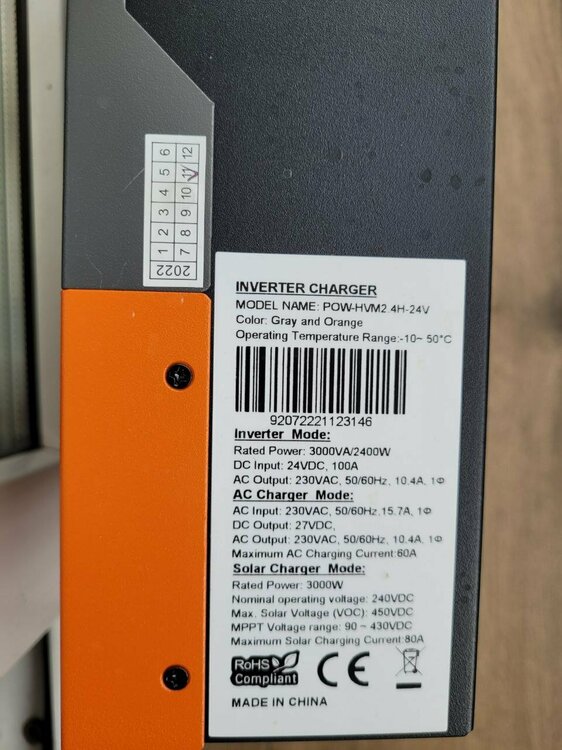 2022 1 2 3 4 5 6
7 8 9 10 11 12
INVERTER CHARGER
MODEL NAME: POW-HVM2.4H-24V
Color: Gray and Orange
Operating Temperature Range:-10~ 50°C
92072221123146
Inverter Mode:
Rated Power: 3000VA/2400W
DC Input: 24VDC, 100A
AC Output: 230VAC, 50/60Hz, 10.4A, 1Φ
AC Charger Mode:
AC Input: 230VAC, 50/60Hz,15.7A, 1Φ
DC Output: 27VDC,
AC Output: 230VAC, 50/60Hz, 10.4A, 1Φ
Maximum AC Charging Current:60A
Solar Charger Mode:
Rated Power: 3000W
Nominal operating voltage: 240VDC
Max. Solar Voltage (VOC): 450VDC
MPPT Voltage range: 90 ~ 430VDC
Maximum Solar Charging Current:80A
RoHS
Compliant
CE
MADE IN CHINA